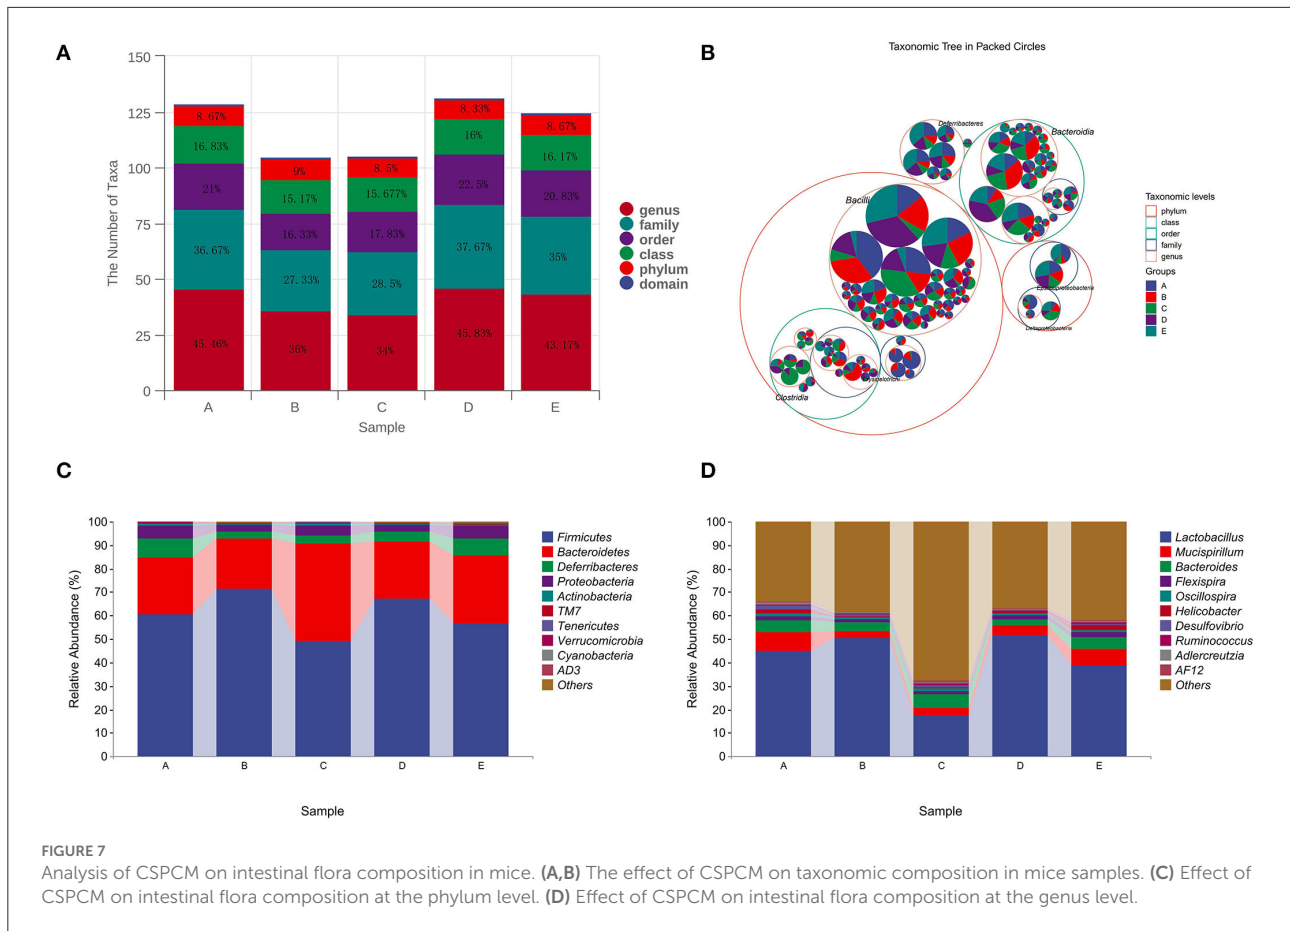 A
The Number of Taxa
150
125
100
75
50
25
0
8.67%
16.83%
21%
36.67%
45.46%
9%
15.17%
16.33%
27.33%
36%
8.5%
15.677%
17.83%
28.5%
34%
8.33%
16%
22.5%
37.67%
45.83%
8.67%
16.17%
20.83%
35%
43.17%
A B C D E
Sample
genus
family
order
class
phylum
domain
B
Taxonomic Tree in Packed Circles
Deferribacteres
Bacteroidia
Bacilli
Epsilonproteobacteria
Deltaproteobacteria
Erysipelotrichi
Clostridia
Taxonomic levels
phylum
class
order
family
genus
Groups
A
B
C
D
E
C
Relative Abundance (%)
100
90
80
70
60
50
40
30
20
10
0
A B C D E
Sample
Firmicutes
Bacteroidetes
Deferribacteres
Proteobacteria
Actinobacteria
TM7
Tenericutes
Verrucomicrobia
Cyanobacteria
AD3
Others
D
Relative Abundance (%)
100
90
80
70
60
50
40
30
20
10
0
A B C D E
Sample
Lactobacillus
Mucispirillum
Bacteroides
Flexispira
Oscillospira
Helicobacter
Desulfovibrio
Ruminococcus
Adlercreutzia
AF12
Others
FIGURE 7
Analysis of CSPCM on intestinal flora composition in mice. (A,B) The effect of CSPCM on taxonomic composition in mice samples. (C) Effect of
CSPCM on intestinal flora composition at the phylum level. (D) Effect of CSPCM on intestinal flora composition at the genus level.